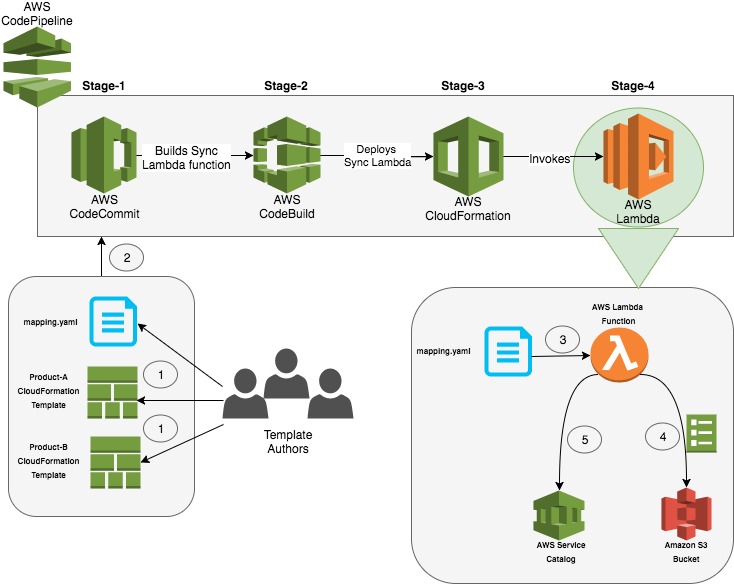 AWS
CodePipeline
Stage-1
Stage-2
Stage-3
Stage-4
Builds Sync
Lambda function
Deploys
Sync Lambda
Invokes
AWS
CodeCommit
AWS
CodeBuild
AWS
CloudFormation
AWS
Lambda
2
mapping.yaml
Product-A
CloudFormation
Template
1
Product-B
CloudFormation
Template
1
Template
Authors
AWS Lambda
Function
mapping.yaml
3
5
4
AWS Service
Catalog
Amazon S3
Bucket